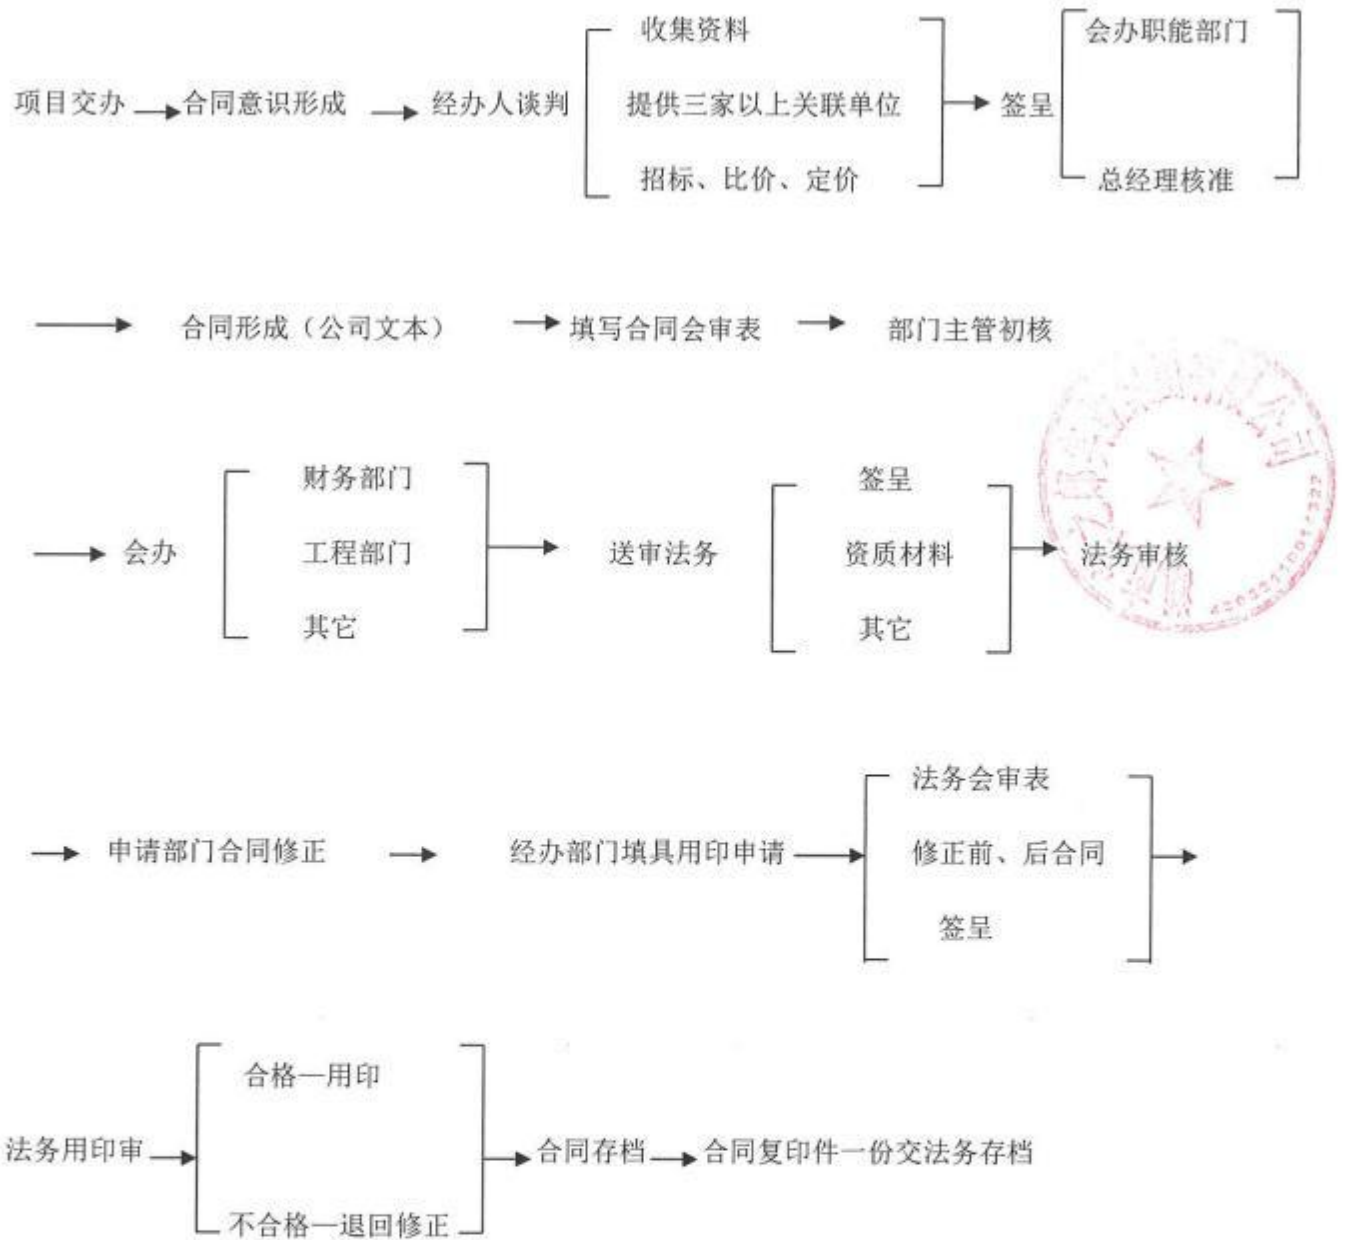 收集资料
会办职能部门
项目交办 合同意识形成 经办人谈判 提供三家以上关联单位 签呈
招标、比价、定价
总经理核准
合同形成（公司文本） 填写合同会审表 部门主管初核
财务部门 签呈
会办 工程部门 送审法务 资质材料 法务审核
其它 其它
法务会审表
申请部门合同修正 经办部门填具用印申请 修正前、后合同
签呈
合格—用印
法务用印审 合同存档 合同复印件一份交法务存档
不合格—退回修正
公司